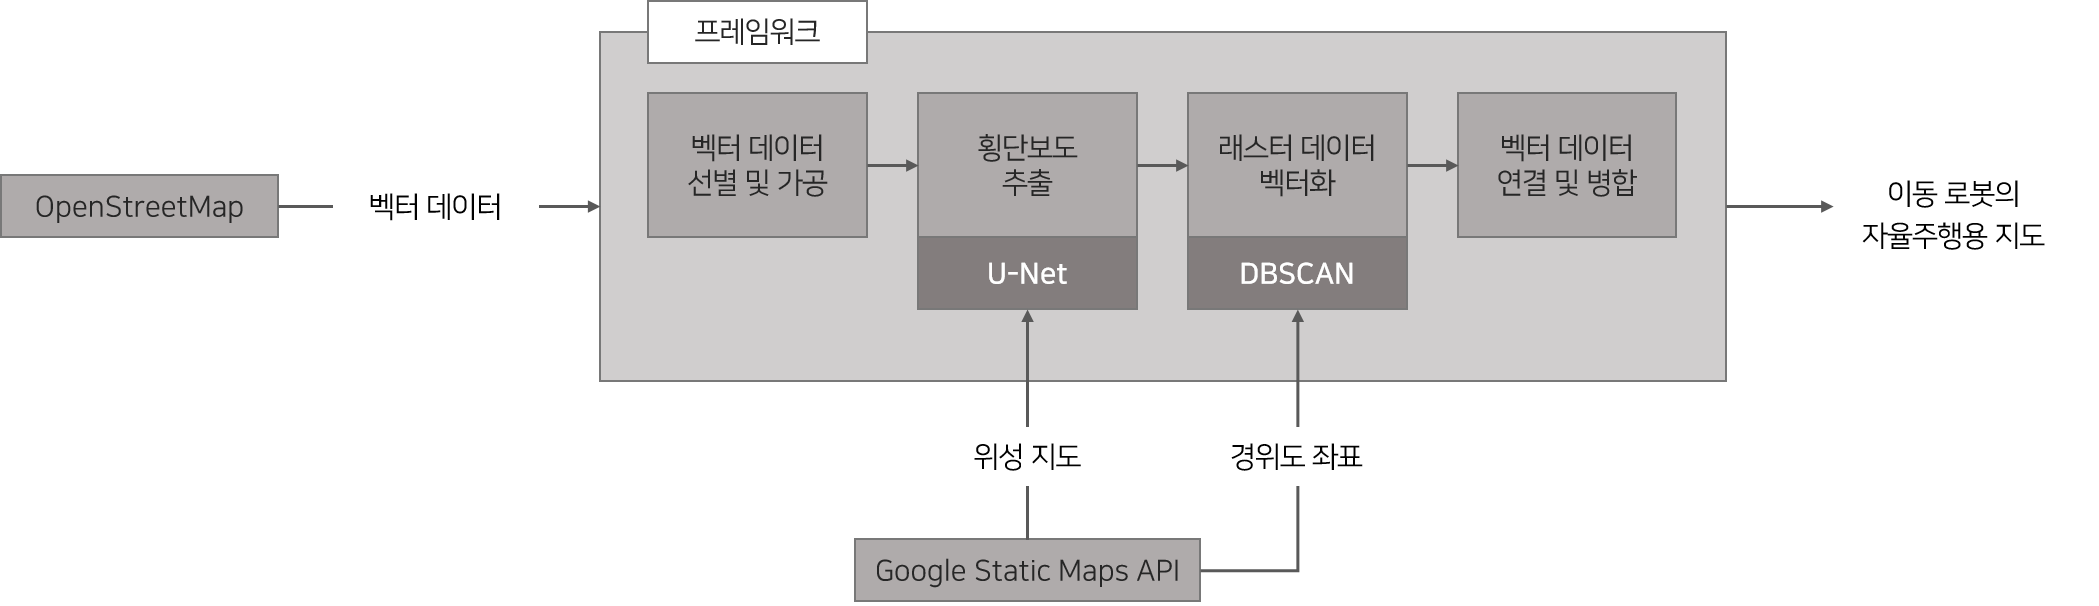 프레임워크
OpenStreetMap
벡터 데이터
벡터 데이터
선별 및 가공
횡단보도
추출
U-Net
래스터 데이터
벡터화
DBSCAN
벡터 데이터
연결 및 병합
이동 로봇의
자율주행용 지도
위성 지도
경위도 좌표
Google Static Maps API